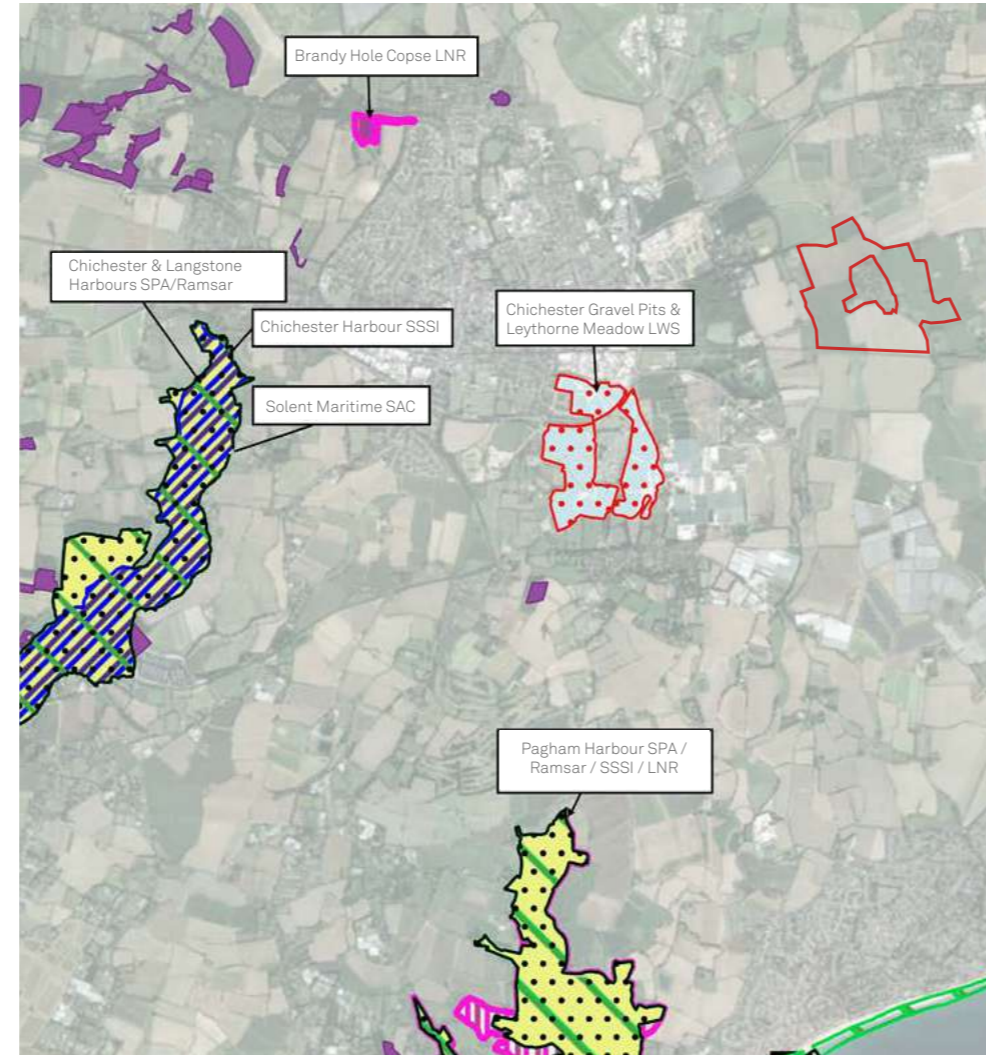 Brandy Hole Copse LNR
Chichester & Langstone
Harbours SPA/Ramsar
Chichester Harbour SSSI
Chichester Gravel Pits &
Leythorne Meadow LWS
Solent Maritime SAC
Pagham Harbour SPA /
Ramsar / SSSI / LNR